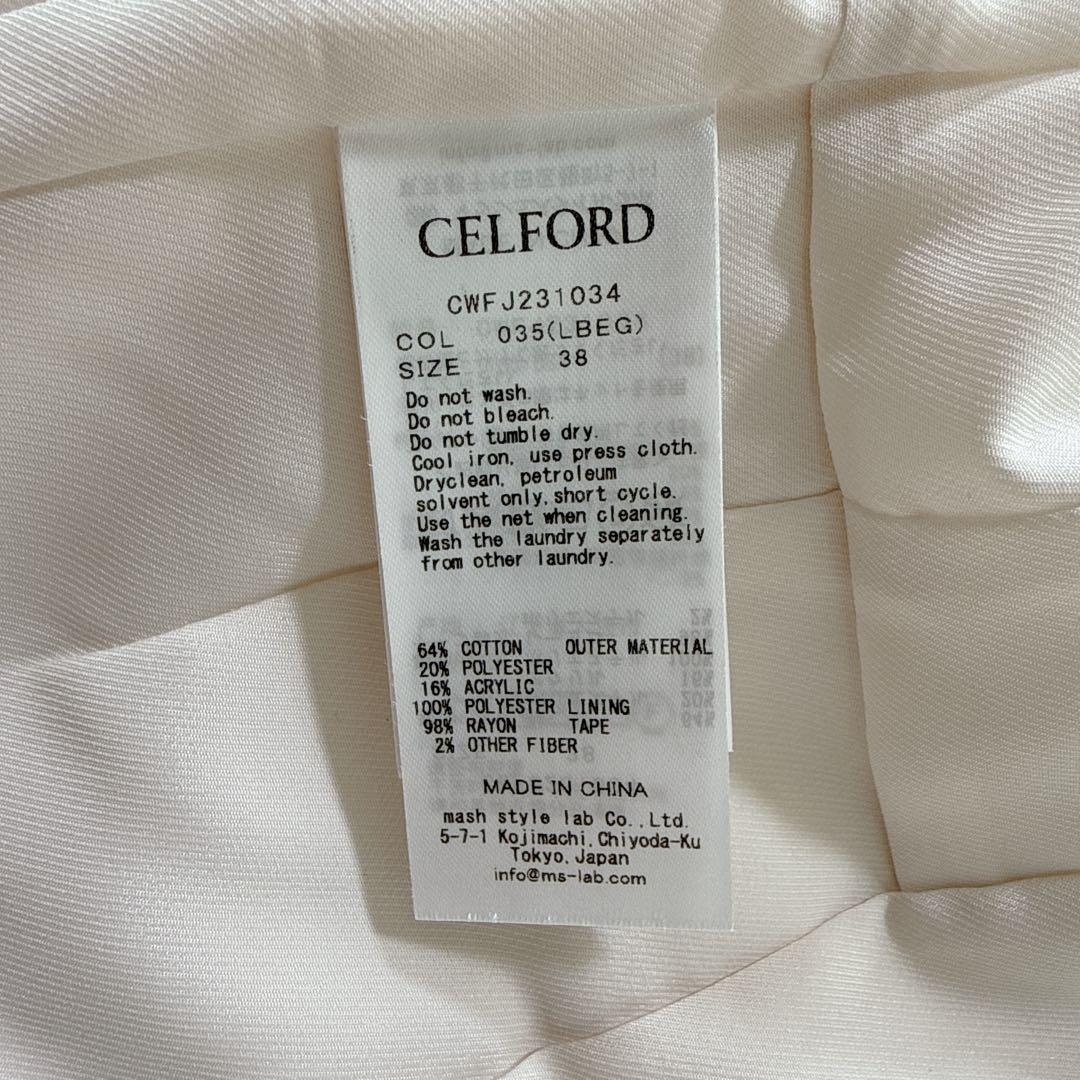 CELFORD
CWFJ231034
COL 035(LBEG)
SIZE 38
Do not wash.
Do not bleach.
Do not tumble dry.
Cool iron, use press cloth.
Dryclean, petroleum
solvent only,short cycle.
Use the net when cleaning.
Wash the laundry separately
from other laundry.
64% COTTON OUTER MATERIAL
20% POLYESTER
16% ACRYLIC
100% POLYESTER LINING
98% RAYON TAPE
2% OTHER FIBER
MADE IN CHINA
mash style lab Co.,Ltd.
5-7-1 Kojimachi,Chiyoda-Ku
Tokyo,Japan
info@ms-lab.com